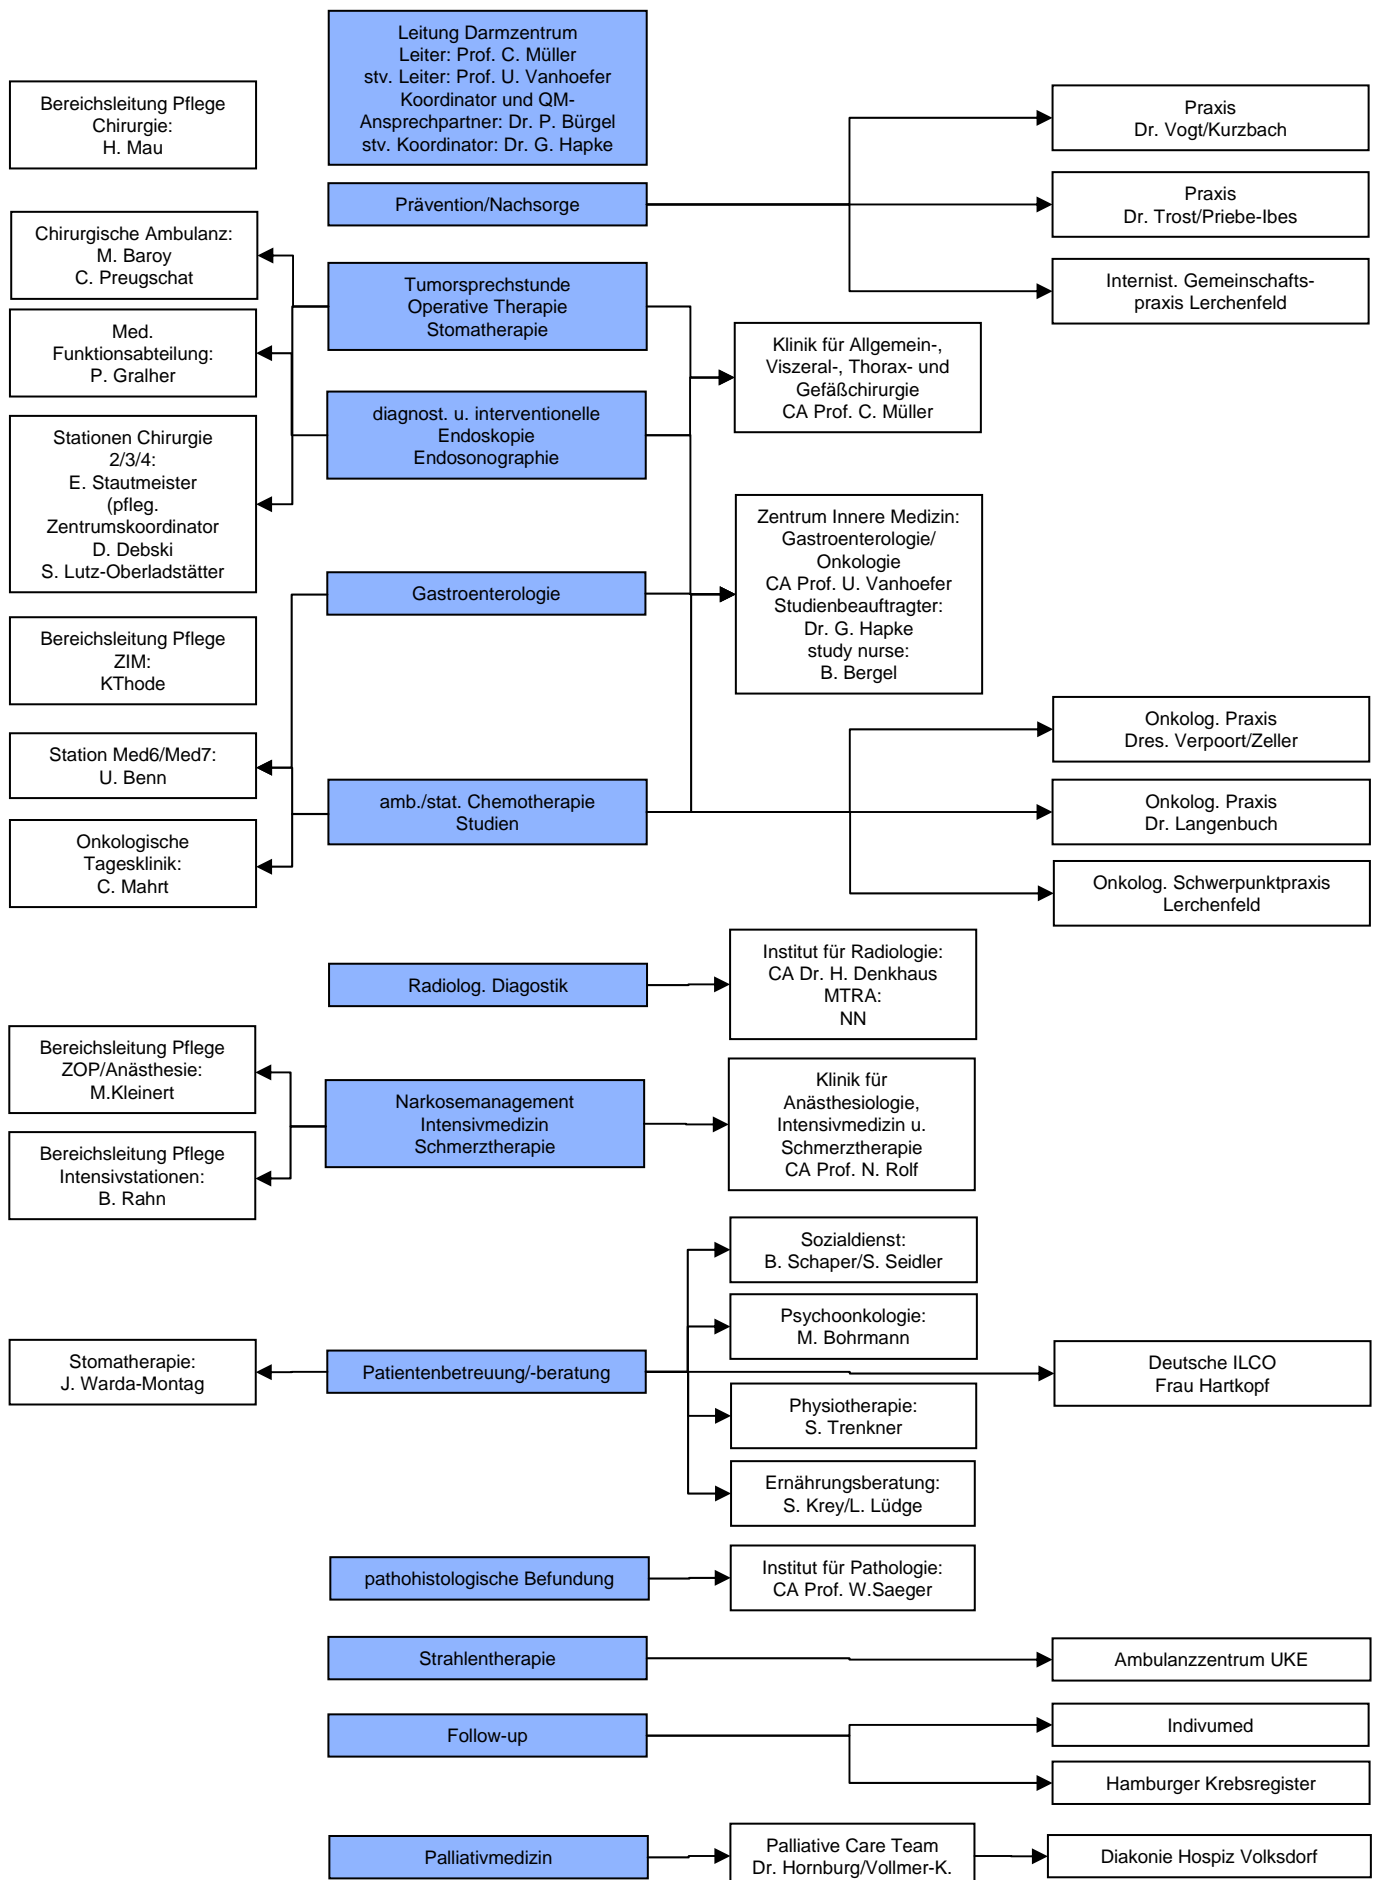 Leitung Darmzentrum
Leiter: Prof. C. Müller
stv. Leiter: Prof. U. Vanhoefer
Koordinator und QM-
Ansprechpartner: Dr. P. Bürgel
stv. Koordinator: Dr. G. Hapke
Bereichsleitung Pflege
Chirurgie:
H. Mau
Praxis
Dr. Vogt/Kurzbach
Prävention/Nachsorge
Praxis
Dr. Trost/Priebe-Ibes
Chirurgische Ambulanz:
M. Baroy
C. Preugschat
Tumorsprechstunde
Operative Therapie
Stomatherapie
Internist. Gemeinschafts-
praxis Lerchenfeld
Med.
Funktionsabteilung:
P. Gralher
Klinik für Allgemein-,
Viszeral-, Thorax- und
Gefäßchirurgie
CA Prof. C. Müller
diagnost. u. interventionelle
Endoskopie
Endosonographie
Stationen Chirurgie
2/3/4:
E. Stautmeister
(pfleg.
Zentrumskoordinator
D. Debski
S. Lutz-Oberladstätter
Zentrum Innere Medizin:
Gastroenterologie/
Onkologie
CA Prof. U. Vanhoefer
Studienbeauftragter:
Dr. G. Hapke
study nurse:
B. Bergel
Gastroenterologie
Bereichsleitung Pflege
ZIM:
KThode
Onkolog. Praxis
Dres. Verpoort/Zeller
Station Med6/Med7:
U. Benn
amb./stat. Chemotherapie
Studien
Onkolog. Praxis
Dr. Langenbuch
Onkologische
Tagesklinik:
C. Mahrt
Onkolog. Schwerpunktpraxis
Lerchenfeld
Radiolog. Diagostik
Institut für Radiologie:
CA Dr. H. Denkhaus
MTRA:
NN
Bereichsleitung Pflege
ZOP/Anästhesie:
M.Kleinert
Narkosemanagement
Intensivmedizin
Schmerztherapie
Klinik für
Anästhesiologie,
Intensivmedizin u.
Schmerztherapie
CA Prof. N. Rolf
Bereichsleitung Pflege
Intensivstationen:
B. Rahn
Sozialdienst:
B. Schaper/S. Seidler
Psychoonkologie:
M. Bohrmann
Stomatherapie:
J. Warda-Montag
Patientenbetreuung/-beratung
Deutsche ILCO
Frau Hartkopf
Physiotherapie:
S. Trenkner
Ernährungsberatung:
S. Krey/L. Lüdge
pathohistologische Befundung
Institut für Pathologie:
CA Prof. W.Saeger
Strahlentherapie
Ambulanzzentrum UKE
Follow-up
Indivumed
Hamburger Krebsregister
Palliativmedizin
Palliative Care Team
Dr. Hornburg/Vollmer-K.
Diakonie Hospiz Volksdorf